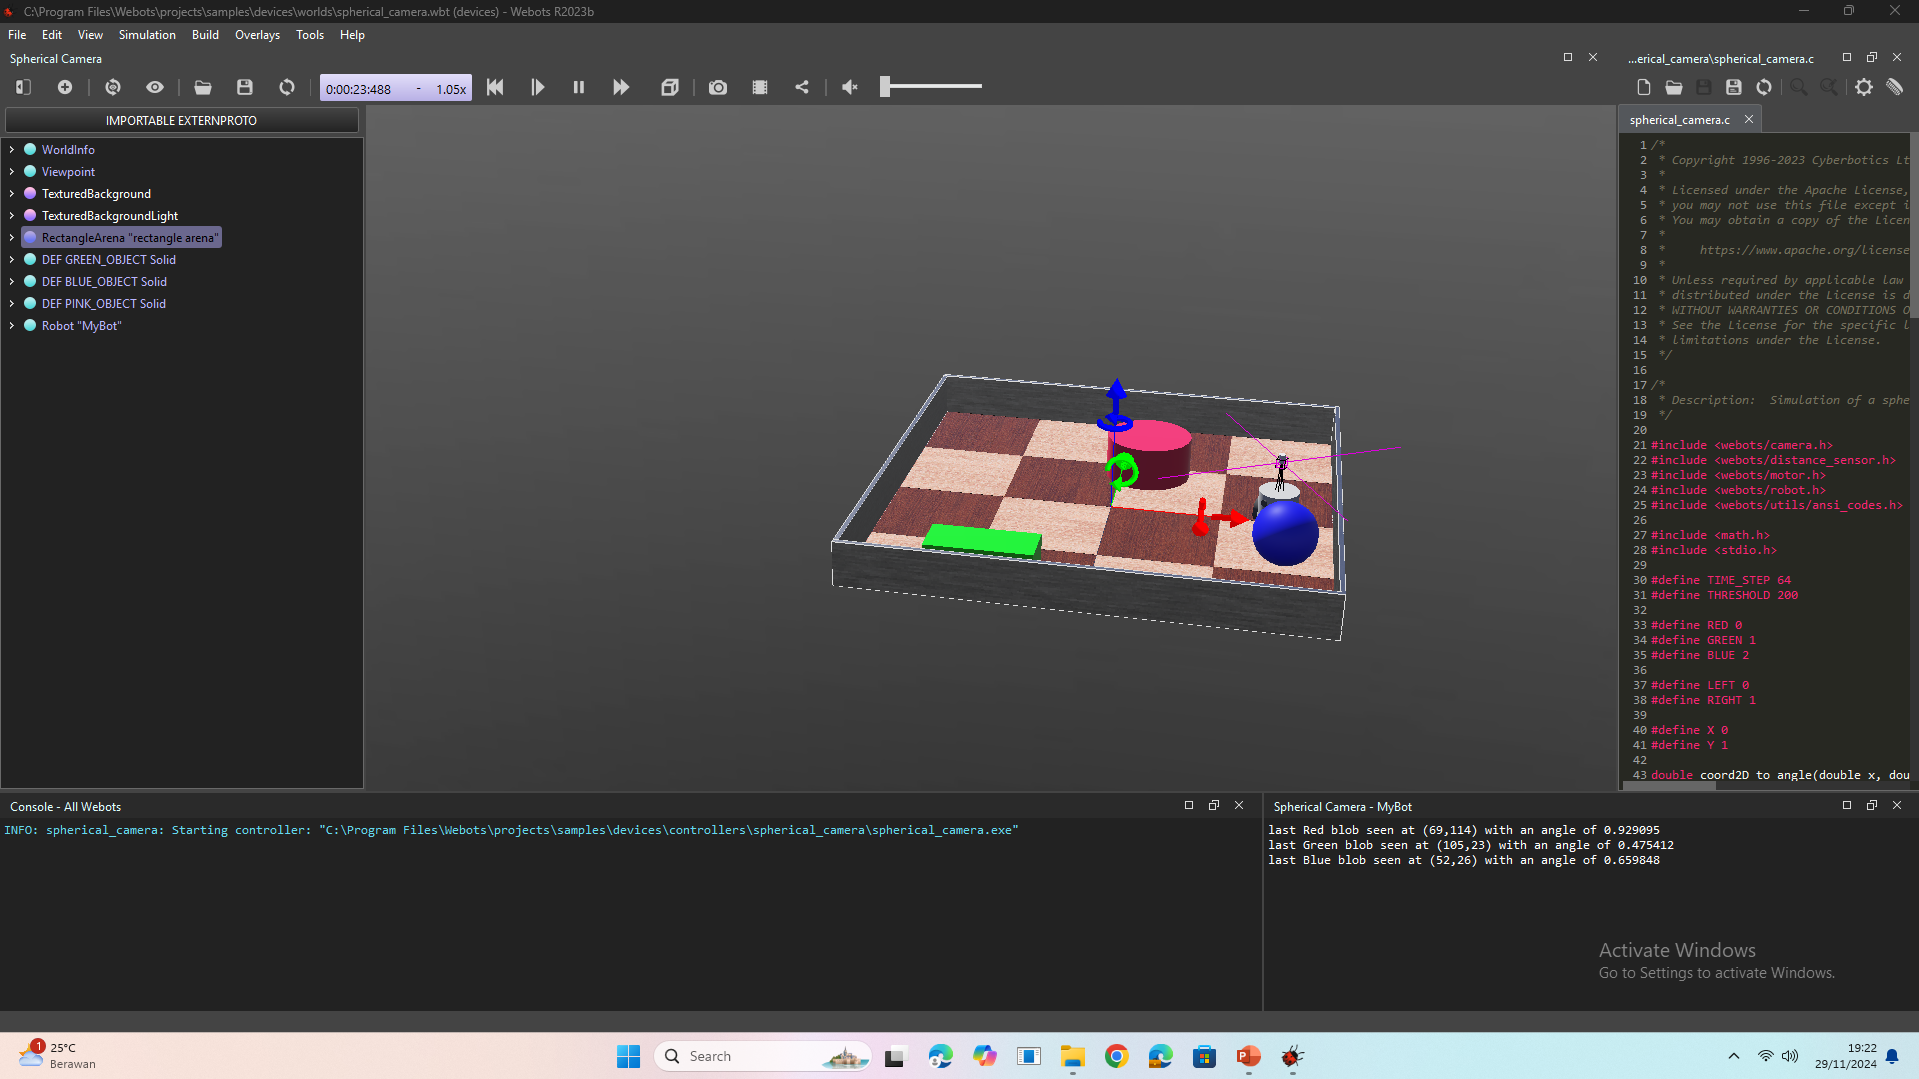 C:\Program Files\Webots\projects\samples\devices\worlds\spherical_camera.wbt (devices) - Webots R2023b
File Edit View Simulation Build Overlays Tools Help
Spherical Camera
0:00:23:488 - 1.05x
IMPORTABLE EXTERNPROTO
WorldInfo
Viewpoint
TexturedBackground
TexturedBackgroundLight
RectangleArena "rectangle arena"
DEF GREEN_OBJECT Solid
DEF BLUE_OBJECT Solid
DEF PINK_OBJECT Solid
Robot "MyBot"
...erical_camera\spherical_camera.c
spherical_camera.c
1 /*
2 * Copyright 1996-2023 Cyberbotics Lt
3 *
4 * Licensed under the Apache License,
5 * you may not use this file except i
6 * You may obtain a copy of the Licen
7 *
8 * https://www.apache.org/license
9 *
10 * Unless required by applicable law
11 * distributed under the License is d
12 * WITHOUT WARRANTIES OR CONDITIONS O
13 * See the License for the specific l
14 * limitations under the License.
15 */
16
17 /*
18 * Description: Simulation of a sphe
19 */
20
21 #include <webots/camera.h>
22 #include <webots/distance_sensor.h>
23 #include <webots/motor.h>
24 #include <webots/robot.h>
25 #include <webots/utils/ansi_codes.h>
26
27 #include <math.h>
28 #include <stdio.h>
29
30 #define TIME_STEP 64
31 #define THRESHOLD 200
32
33 #define RED 0
34 #define GREEN 1
35 #define BLUE 2
36
37 #define LEFT 0
38 #define RIGHT 1
39
40 #define X 0
41 #define Y 1
42
43 double coord2D_to_angle(double x, dou
Console - All Webots
INFO: spherical_camera: Starting controller: "C:\Program Files\Webots\projects\samples\devices\controllers\spherical_camera\spherical_camera.exe"
Spherical Camera - MyBot
last Red blob seen at (69,114) with an angle of 0.929095
last Green blob seen at (105,23) with an angle of 0.475412
last Blue blob seen at (52,26) with an angle of 0.659848
Activate Windows
Go to Settings to activate Windows.
1
25°C
Berawan
Search
19:22
29/11/2024